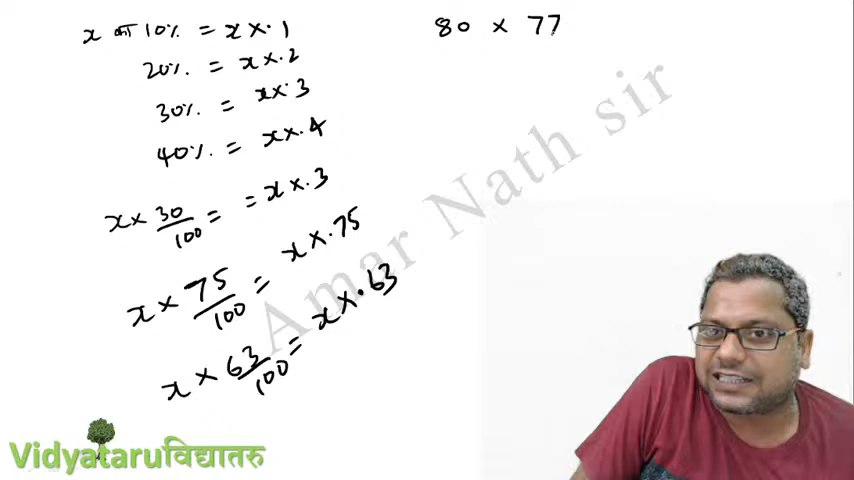 x का 10% = x × .1
20% = x × .2
30% = x × .3
40% = x × .4
x × 30/100 = = x × .3
x × 75/100 = x × .75
x × 63/100 = x × .63
80 × 77
Amar Nath sir
Vidyataruविद्यातरु